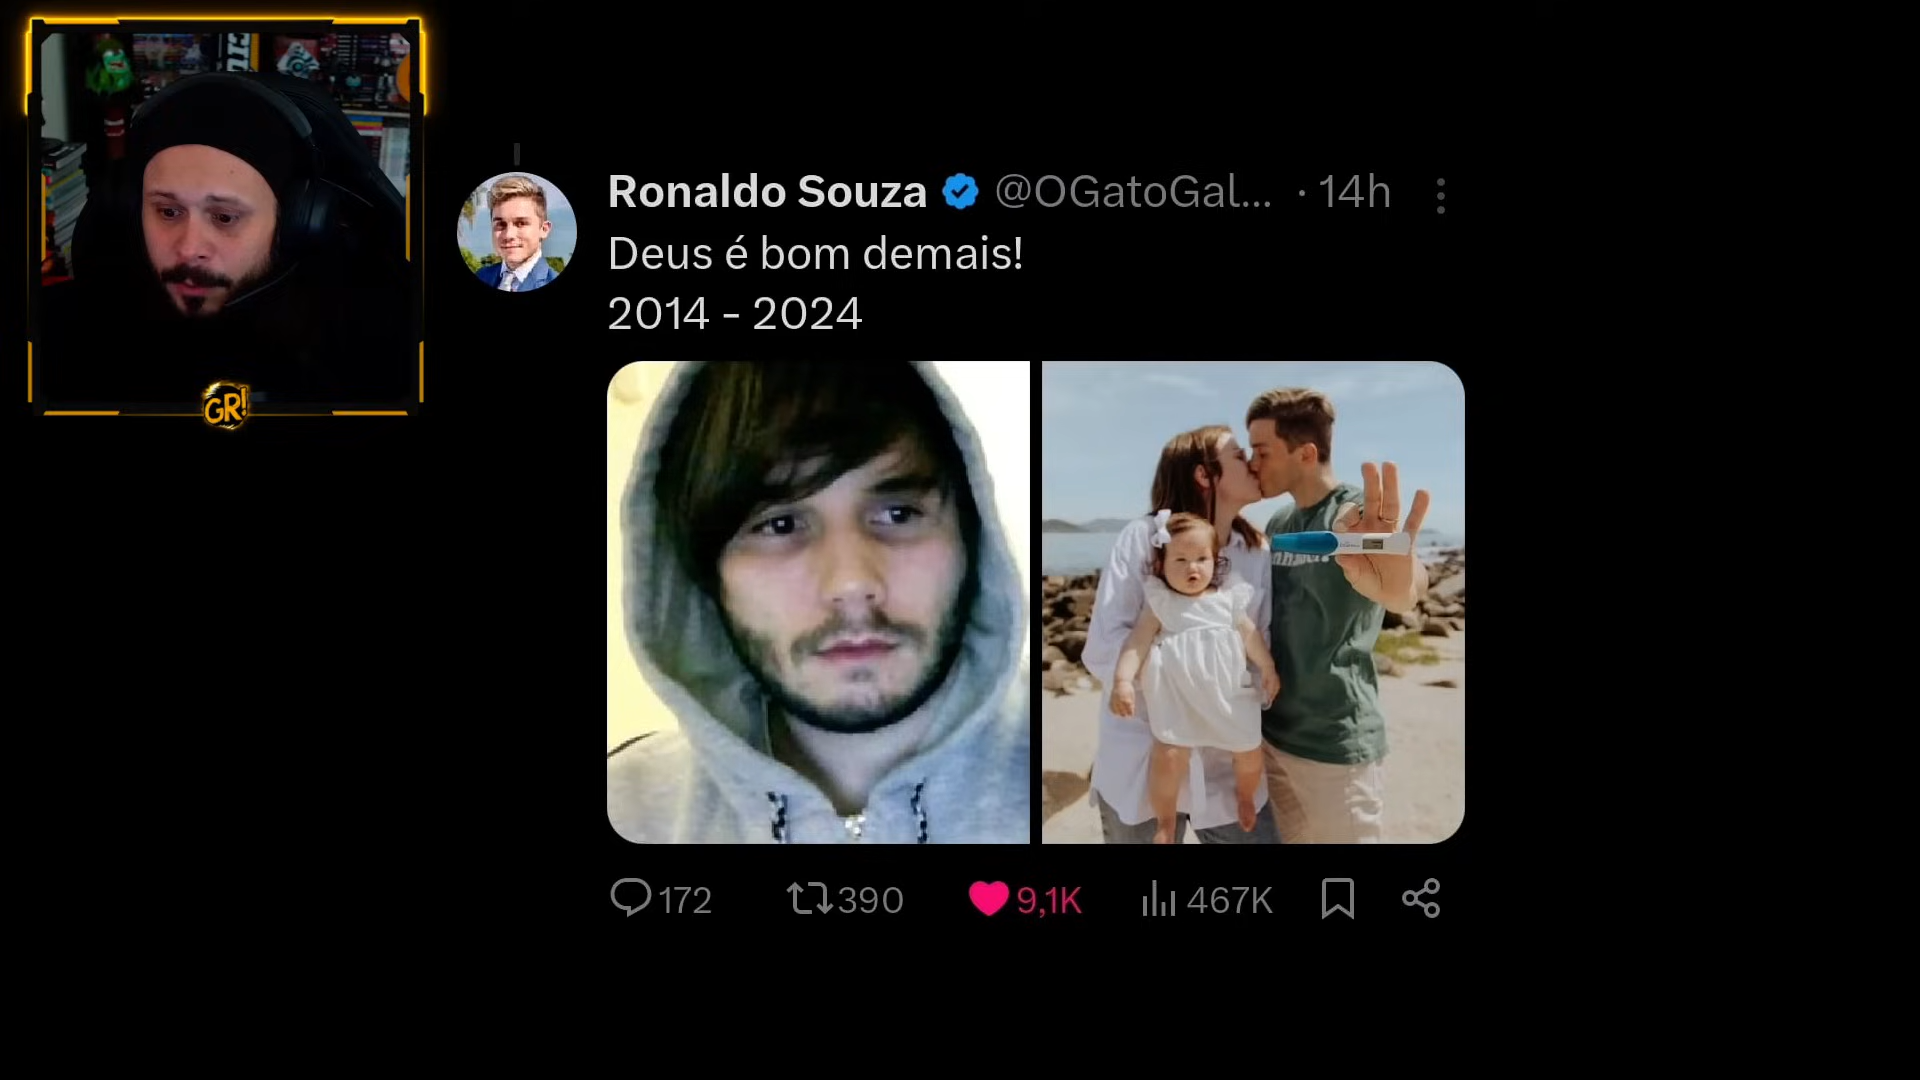 GR!
Ronaldo Souza @OGatoGal... · 14h
Deus é bom demais!
2014 - 2024
172 390 9,1K 467K